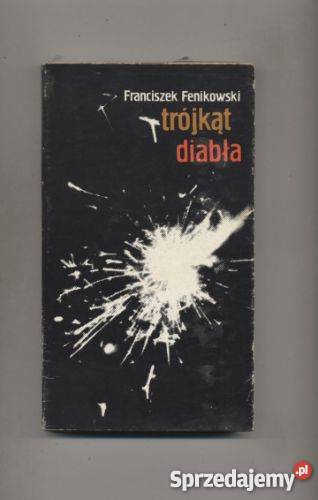 Franciszek Fenikowski
trójkąt
diabła
Sprzedajemy.pl